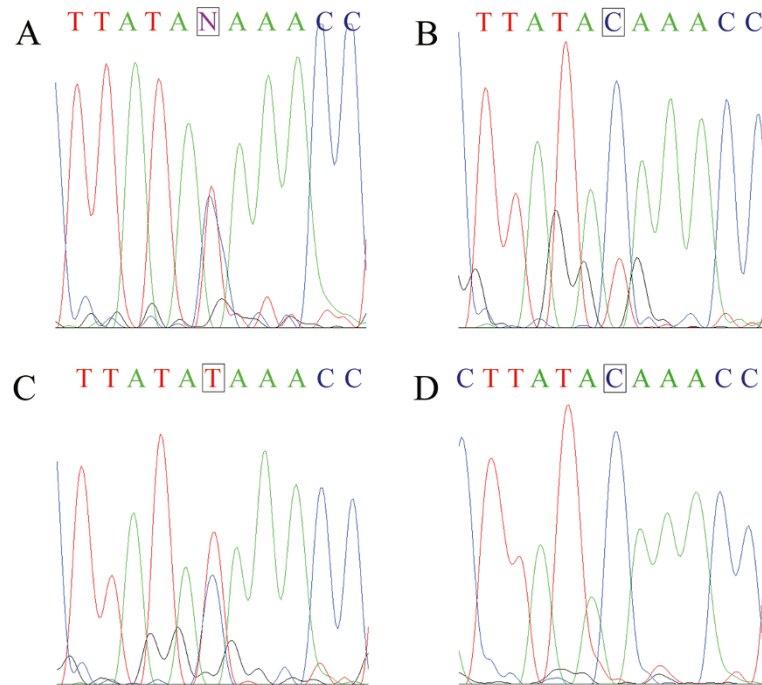 A T T A T A N A A A C C
B T T A T A C A A A C C
C T T A T A T A A A C C
D C T T A T A C A A A C C